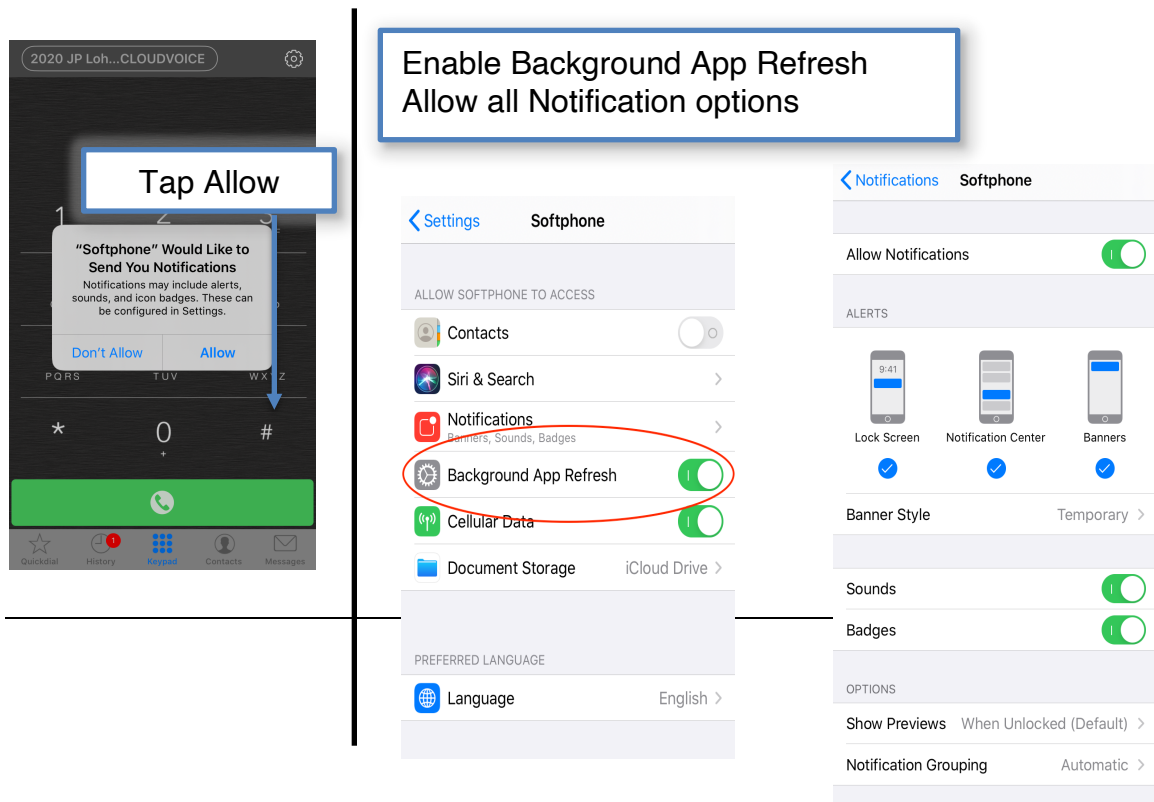 2020 JP Loh...CLOUDVOICE
Tap Allow
1
2
3
"Softphone" Would Like to
Send You Notifications
Notifications may include alerts,
sounds, and icon badges. These can
be configured in Settings.
Don't Allow
Allow
PQRS
TUV
WXYZ
*
0
#
+
1
Quickdial
History
Keypad
Contacts
Messages
Enable Background App Refresh
Allow all Notification options
Settings
Softphone
ALLOW SOFTPHONE TO ACCESS
Contacts
Siri & Search
Notifications
Banners, Sounds, Badges
Background App Refresh
Cellular Data
Document Storage
iCloud Drive
PREFERRED LANGUAGE
Language
English
Notifications
Softphone
Allow Notifications
ALERTS
9:41
Lock Screen
Notification Center
Banners
Banner Style
Temporary
Sounds
Badges
OPTIONS
Show Previews
When Unlocked (Default)
Notification Grouping
Automatic